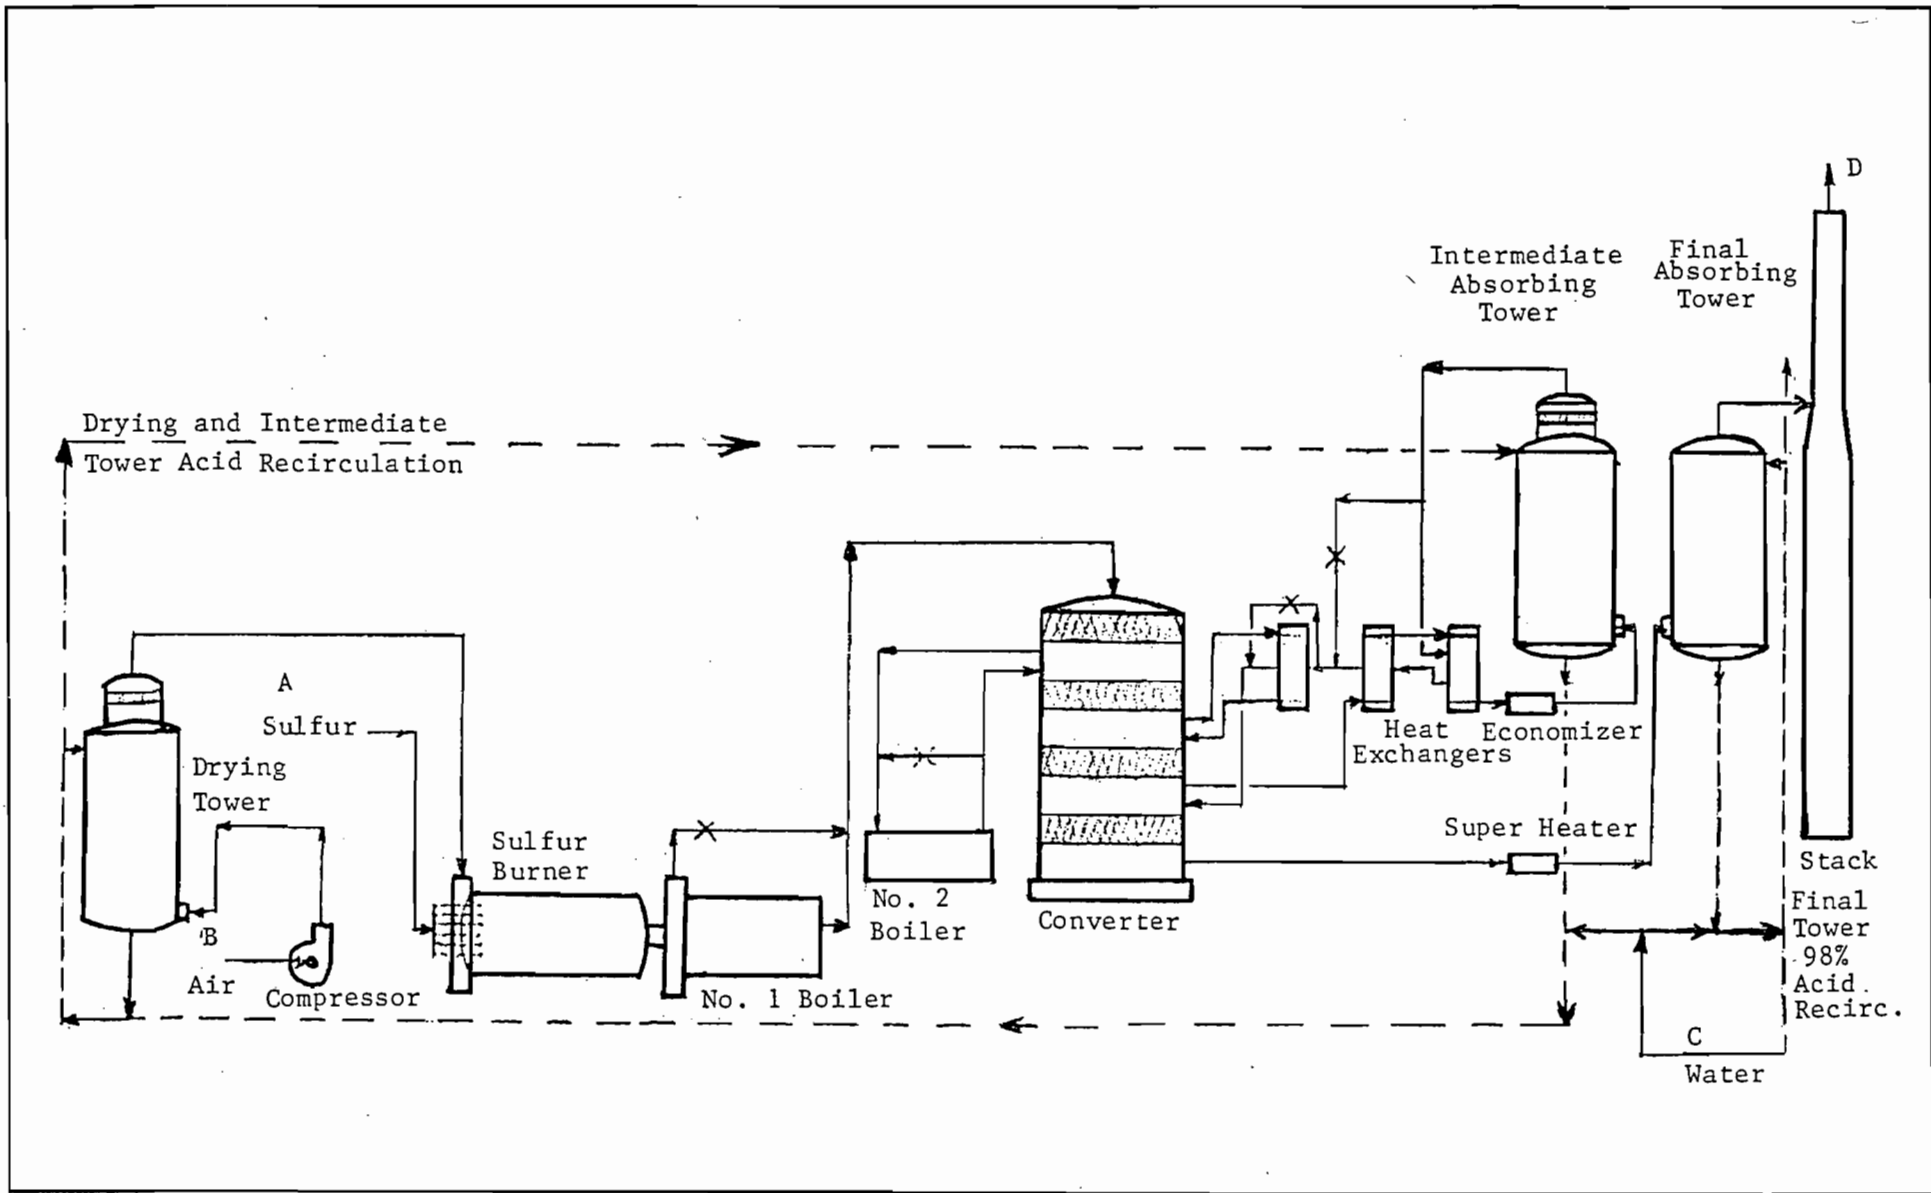 D
Intermediate
Absorbing
Tower
Final
Absorbing
Tower
Drying and Intermediate
Tower Acid Recirculation
A
Sulfur
Drying
Tower
B
Air
Compressor
Sulfur
Burner
No. 1 Boiler
No. 2
Boiler
Converter
Heat
Exchangers
Economizer
Super Heater
Stack
Final
Tower
98%
Acid.
Recirc.
C
Water